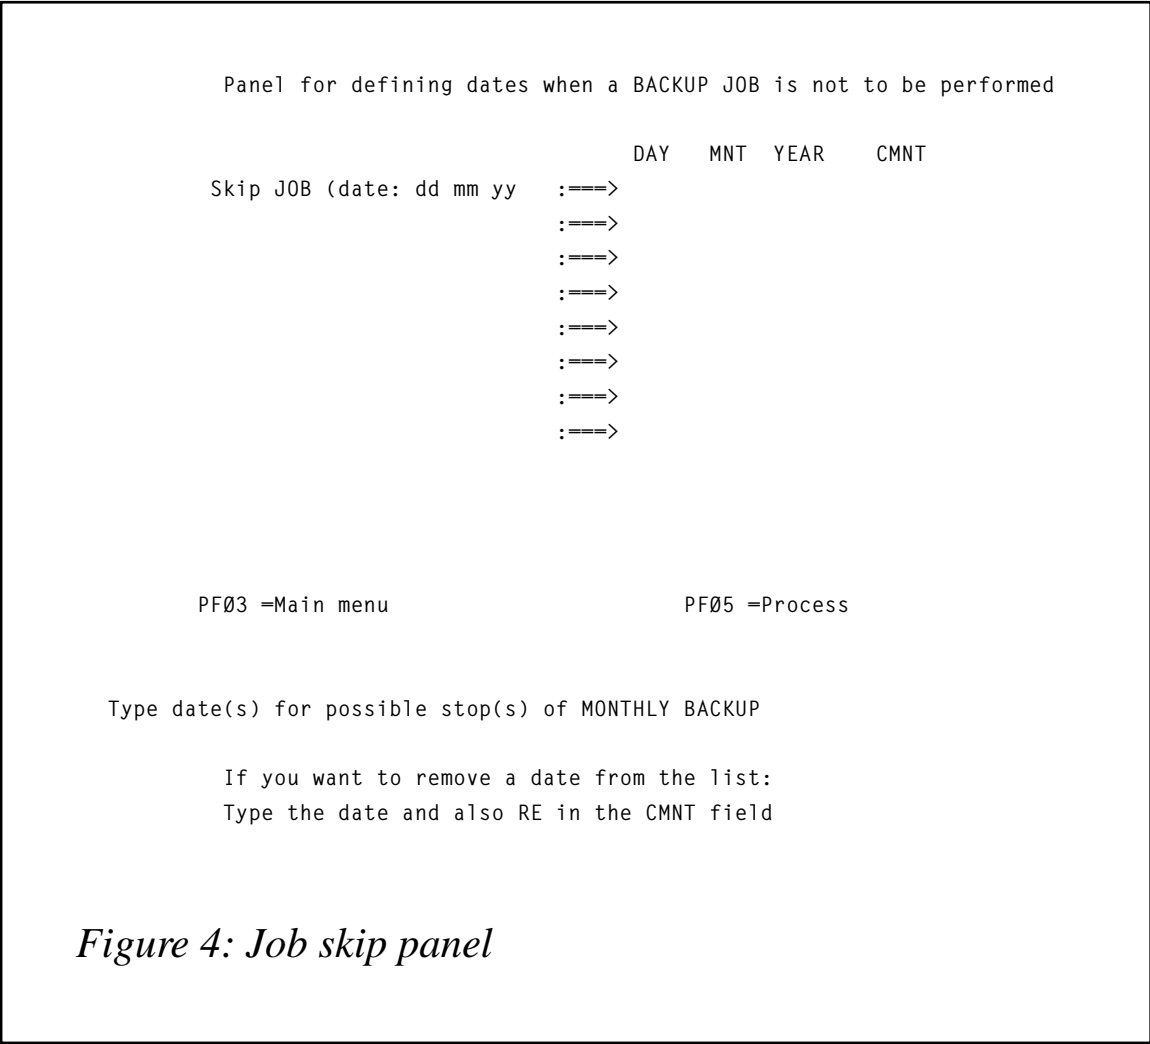 Panel for defining dates when a BACKUP JOB is not to be performed
DAY MNT YEAR CMNT
Skip JOB (date: dd mm yy :===>
:===>
:===>
:===>
:===>
:===>
:===>
:===>
PFØ3 =Main menu PFØ5 =Process
Type date(s) for possible stop(s) of MONTHLY BACKUP
If you want to remove a date from the list:
Type the date and also RE in the CMNT field
Figure 4: Job skip panel